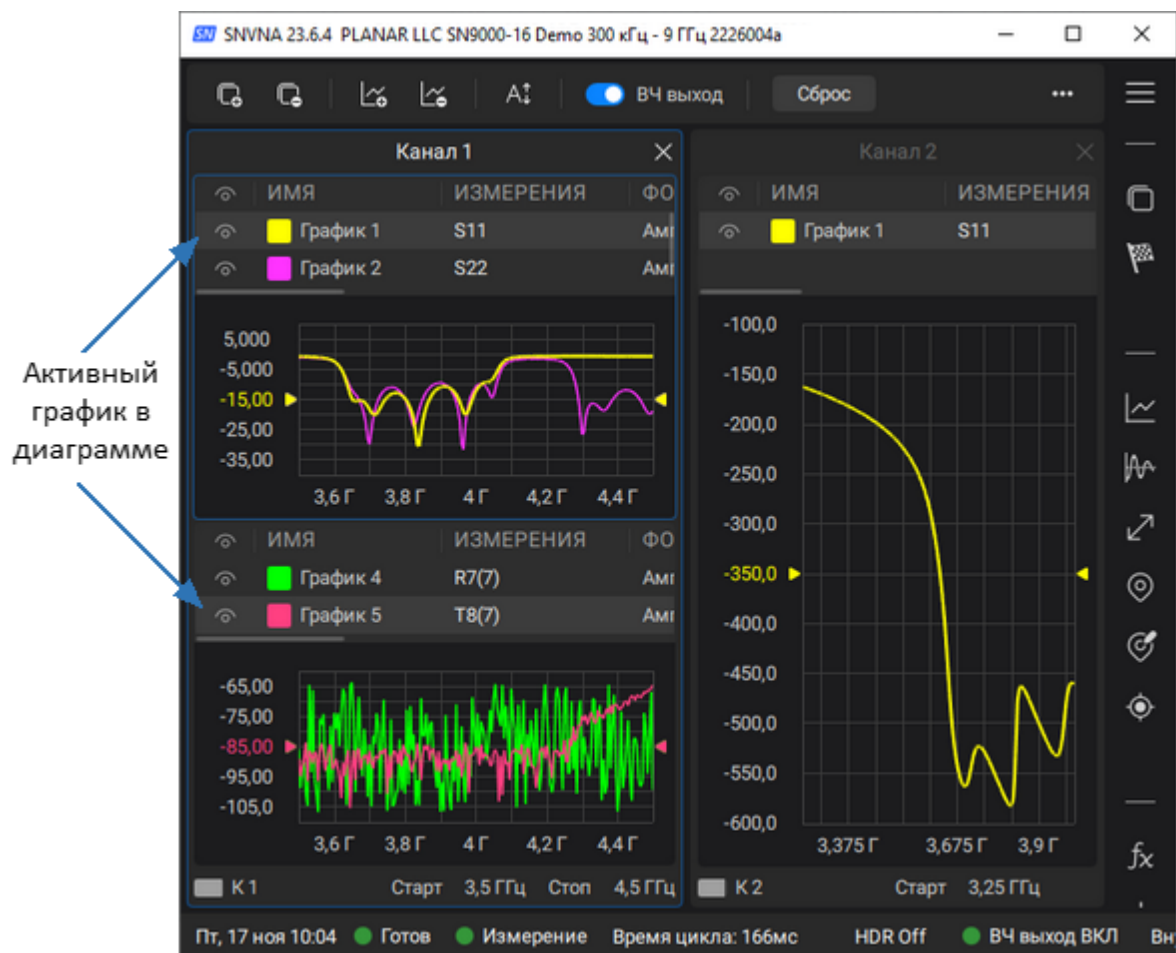 SNVNA 23.6.4 PLANAR LLC SN9000-16 Demo 300 кГц - 9 ГГц 2226004a
ВЧ выход
Сброс
Активный
график в
диаграмме
Канал 1
ИМЯ ИЗМЕРЕНИЯ ФО
График 1 S11 Амп
График 2 S22 Амп
5,000
-5,000
-15,00
-25,00
-35,00
3,6 Г 3,8 Г 4 Г 4,2 Г 4,4 Г
ИМЯ ИЗМЕРЕНИЯ ФО
График 4 R7(7) Амп
График 5 T8(7) Амп
-65,00
-75,00
-85,00
-95,00
-105,0
3,6 Г 3,8 Г 4 Г 4,2 Г 4,4 Г
К 1 Старт 3,5 ГГц Стоп 4,5 ГГц
Канал 2
ИМЯ ИЗМЕРЕНИЯ
График 1 S11
-100,0
-150,0
-200,0
-250,0
-300,0
-350,0
-400,0
-450,0
-500,0
-550,0
-600,0
3,375 Г 3,675 Г 3,9 Г
К 2 Старт 3,25 ГГц
fx
Пт, 17 ноя 10:04 Готов Измерение Время цикла: 166мс HDR Off ВЧ выход ВКЛ